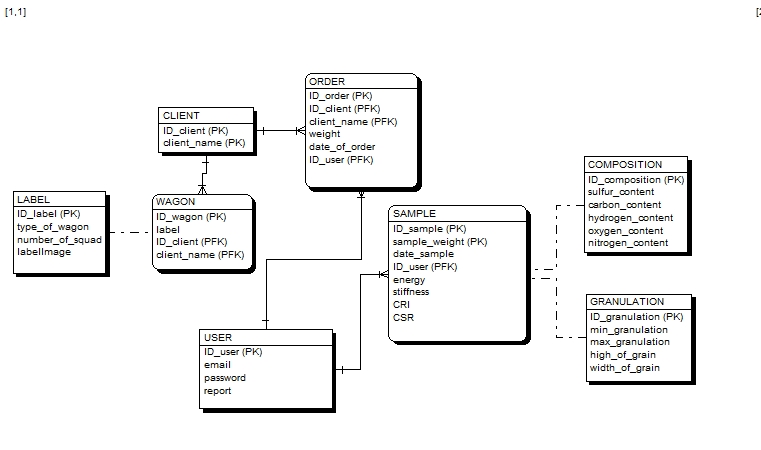 [1,1]
[2
ORDER
ID_order (PK)
ID_client (PFK)
client_name (PFK)
weight
date_of_order
ID_user (PFK)
CLIENT
ID_client (PK)
client_name (PK)
COMPOSITION
ID_composition (PK)
sulfur_content
carbon_content
hydrogen_content
oxygen_content
nitrogen_content
LABEL
ID_label (PK)
type_of_wagon
number_of_squad
labelImage
WAGON
ID_wagon (PK)
label
ID_client (PFK)
client_name (PFK)
SAMPLE
ID_sample (PK)
sample_weight (PK)
date_sample
ID_user (PFK)
energy
stiffness
CRI
CSR
GRANULATION
ID_granulation (PK)
min_granulation
max_granulation
high_of_grain
width_of_grain
USER
ID_user (PK)
email
password
report